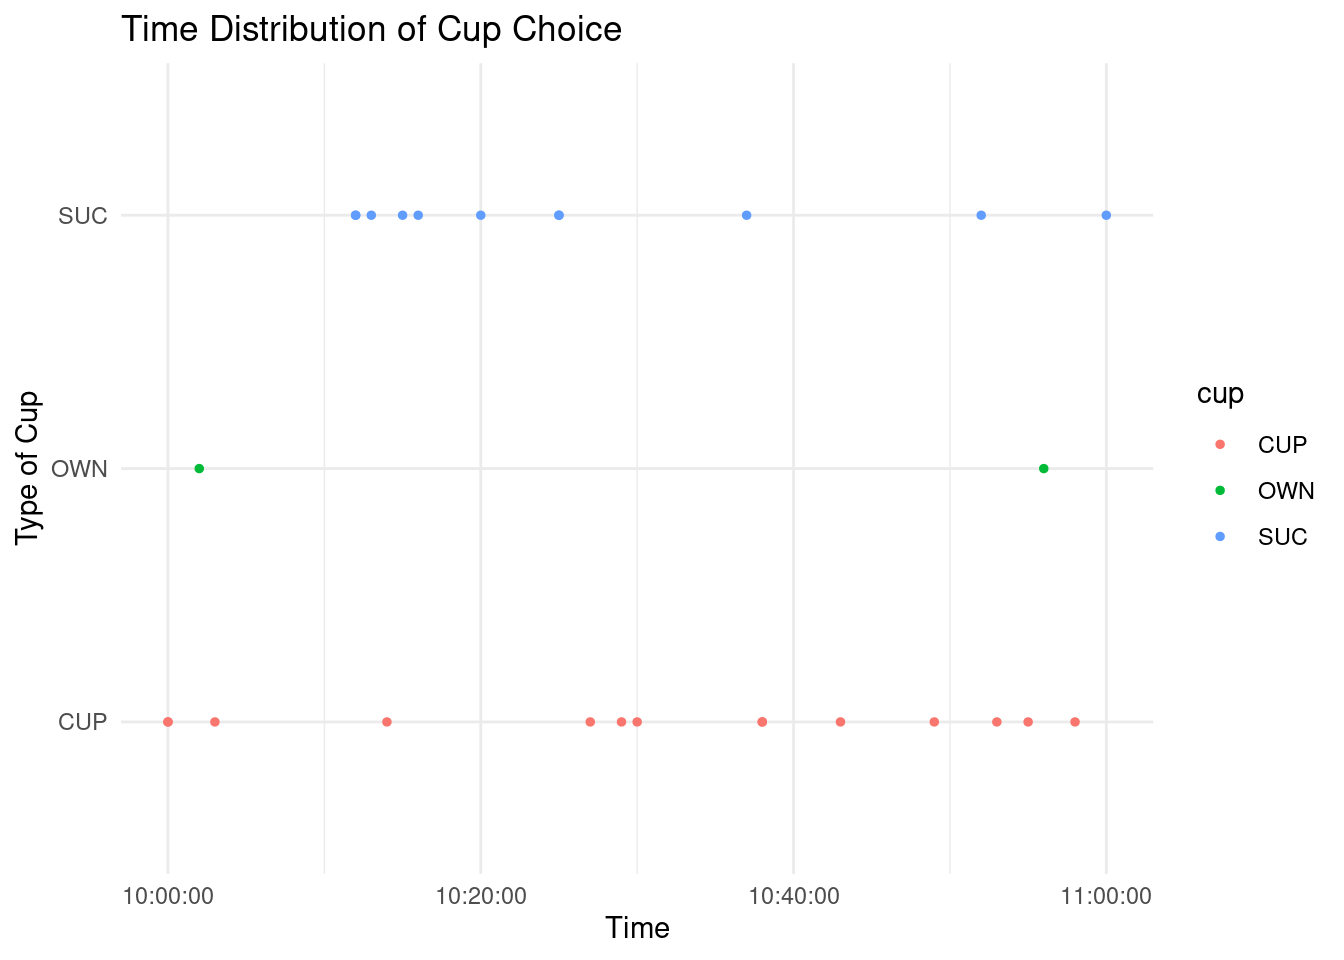 Time Distribution of Cup Choice
SUC
OWN
CUP
Type of Cup
10:00:00
10:20:00
10:40:00
11:00:00
Time
cup
CUP
OWN
SUC